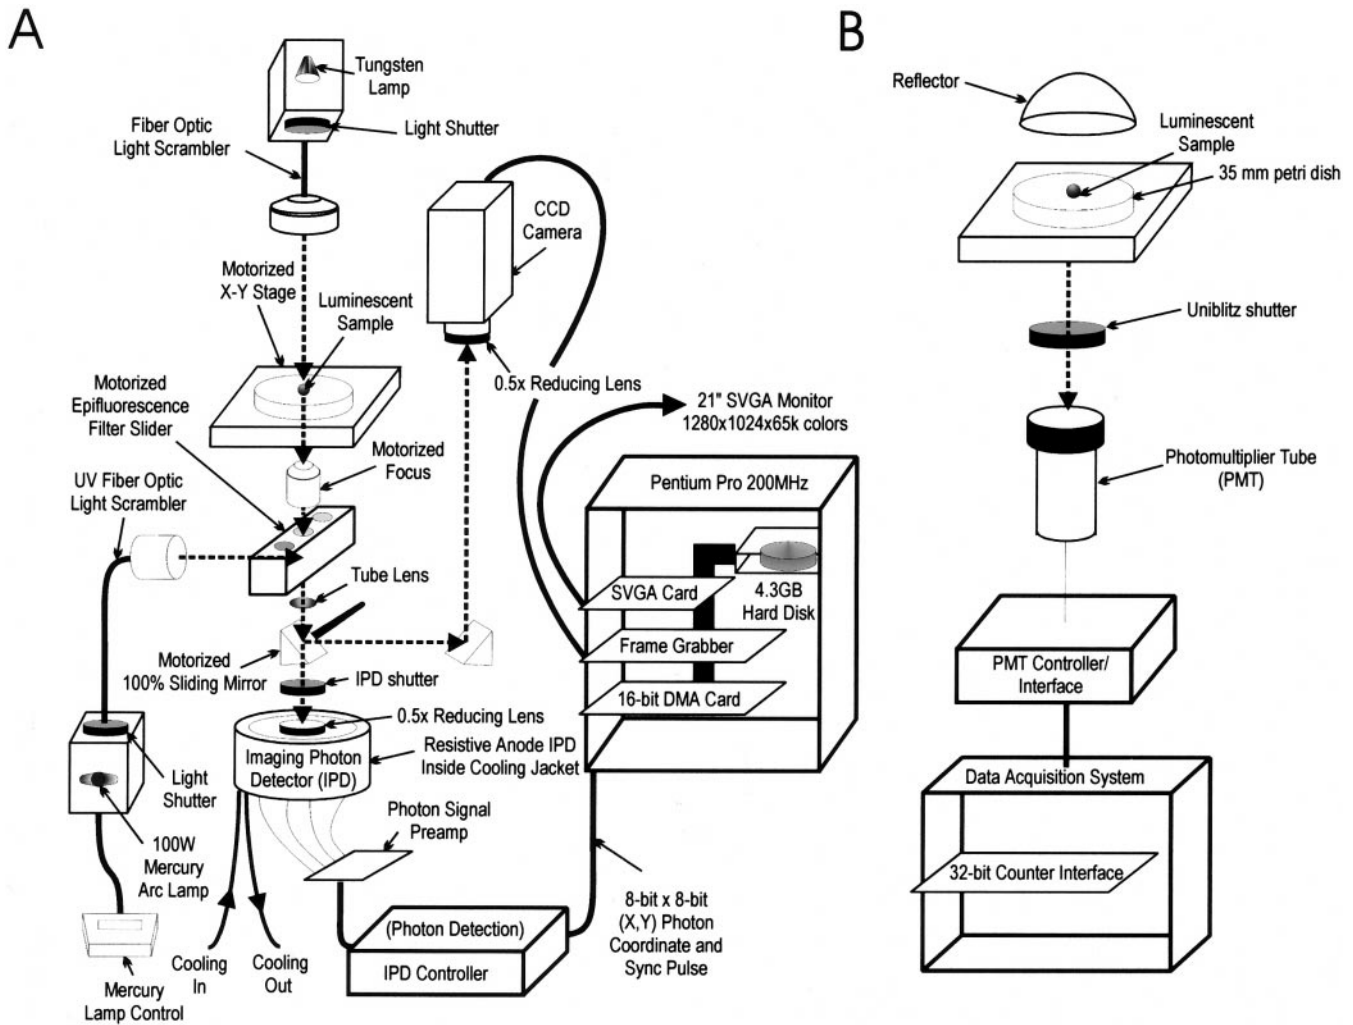 A
Tungsten
Lamp
Light Shutter
Fiber Optic
Light Scrambler
CCD
Camera
Motorized
X-Y Stage
Luminescent
Sample
0.5x Reducing Lens
Motorized
Epifluorescence
Filter Slider
21" SVGA Monitor
1280x1024x65k colors
Motorized
Focus
UV Fiber Optic
Light Scrambler
Pentium Pro 200MHz
Tube Lens
SVGA Card
4.3GB
Hard Disk
Frame Grabber
16-bit DMA Card
Motorized
100% Sliding Mirror
IPD shutter
0.5x Reducing Lens
Imaging Photon
Detector (IPD)
Resistive Anode IPD
Inside Cooling Jacket
Light
Shutter
Photon Signal
Preamp
100W
Mercury
Arc Lamp
8-bit x 8-bit
(X,Y) Photon
Coordinate and
Sync Pulse
(Photon Detection)
IPD Controller
Cooling
In
Cooling
Out
Mercury
Lamp Control
B
Reflector
Luminescent
Sample
35 mm petri dish
Uniblitz shutter
Photomultiplier Tube
(PMT)
PMT Controller/
Interface
Data Acquisition System
32-bit Counter Interface